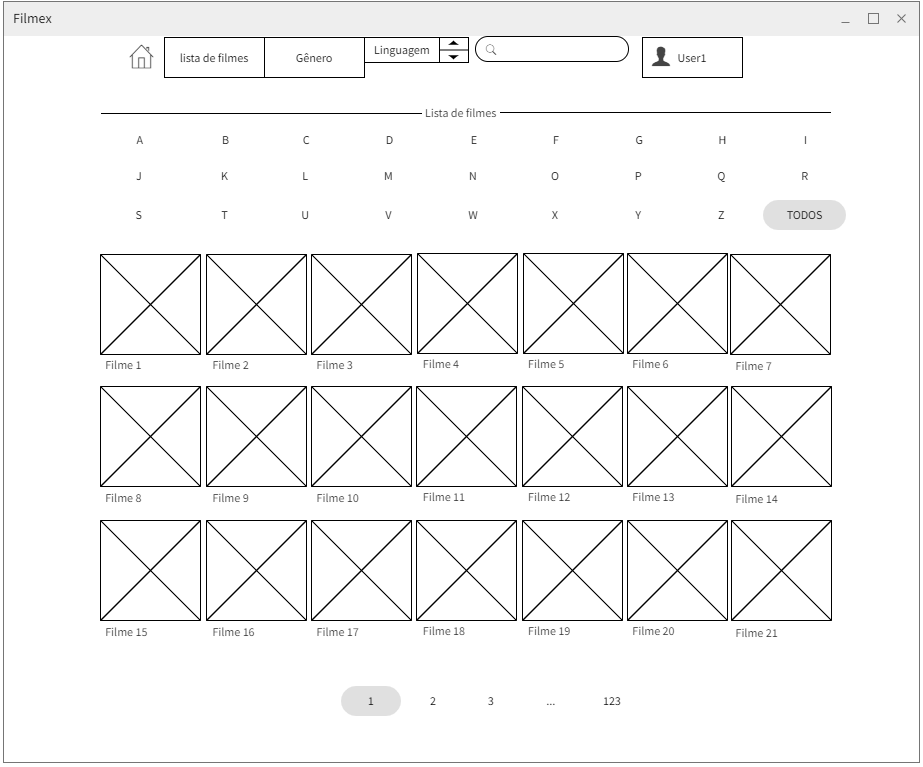 Filmex
lista de filmes Gênero Linguagem User1
Lista de filmes
A B C D E F G H I
J K L M N O P Q R
S T U V W X Y Z TODOS
Filme 1 Filme 2 Filme 3 Filme 4 Filme 5 Filme 6 Filme 7
Filme 8 Filme 9 Filme 10 Filme 11 Filme 12 Filme 13 Filme 14
Filme 15 Filme 16 Filme 17 Filme 18 Filme 19 Filme 20 Filme 21
1 2 3 ... 123